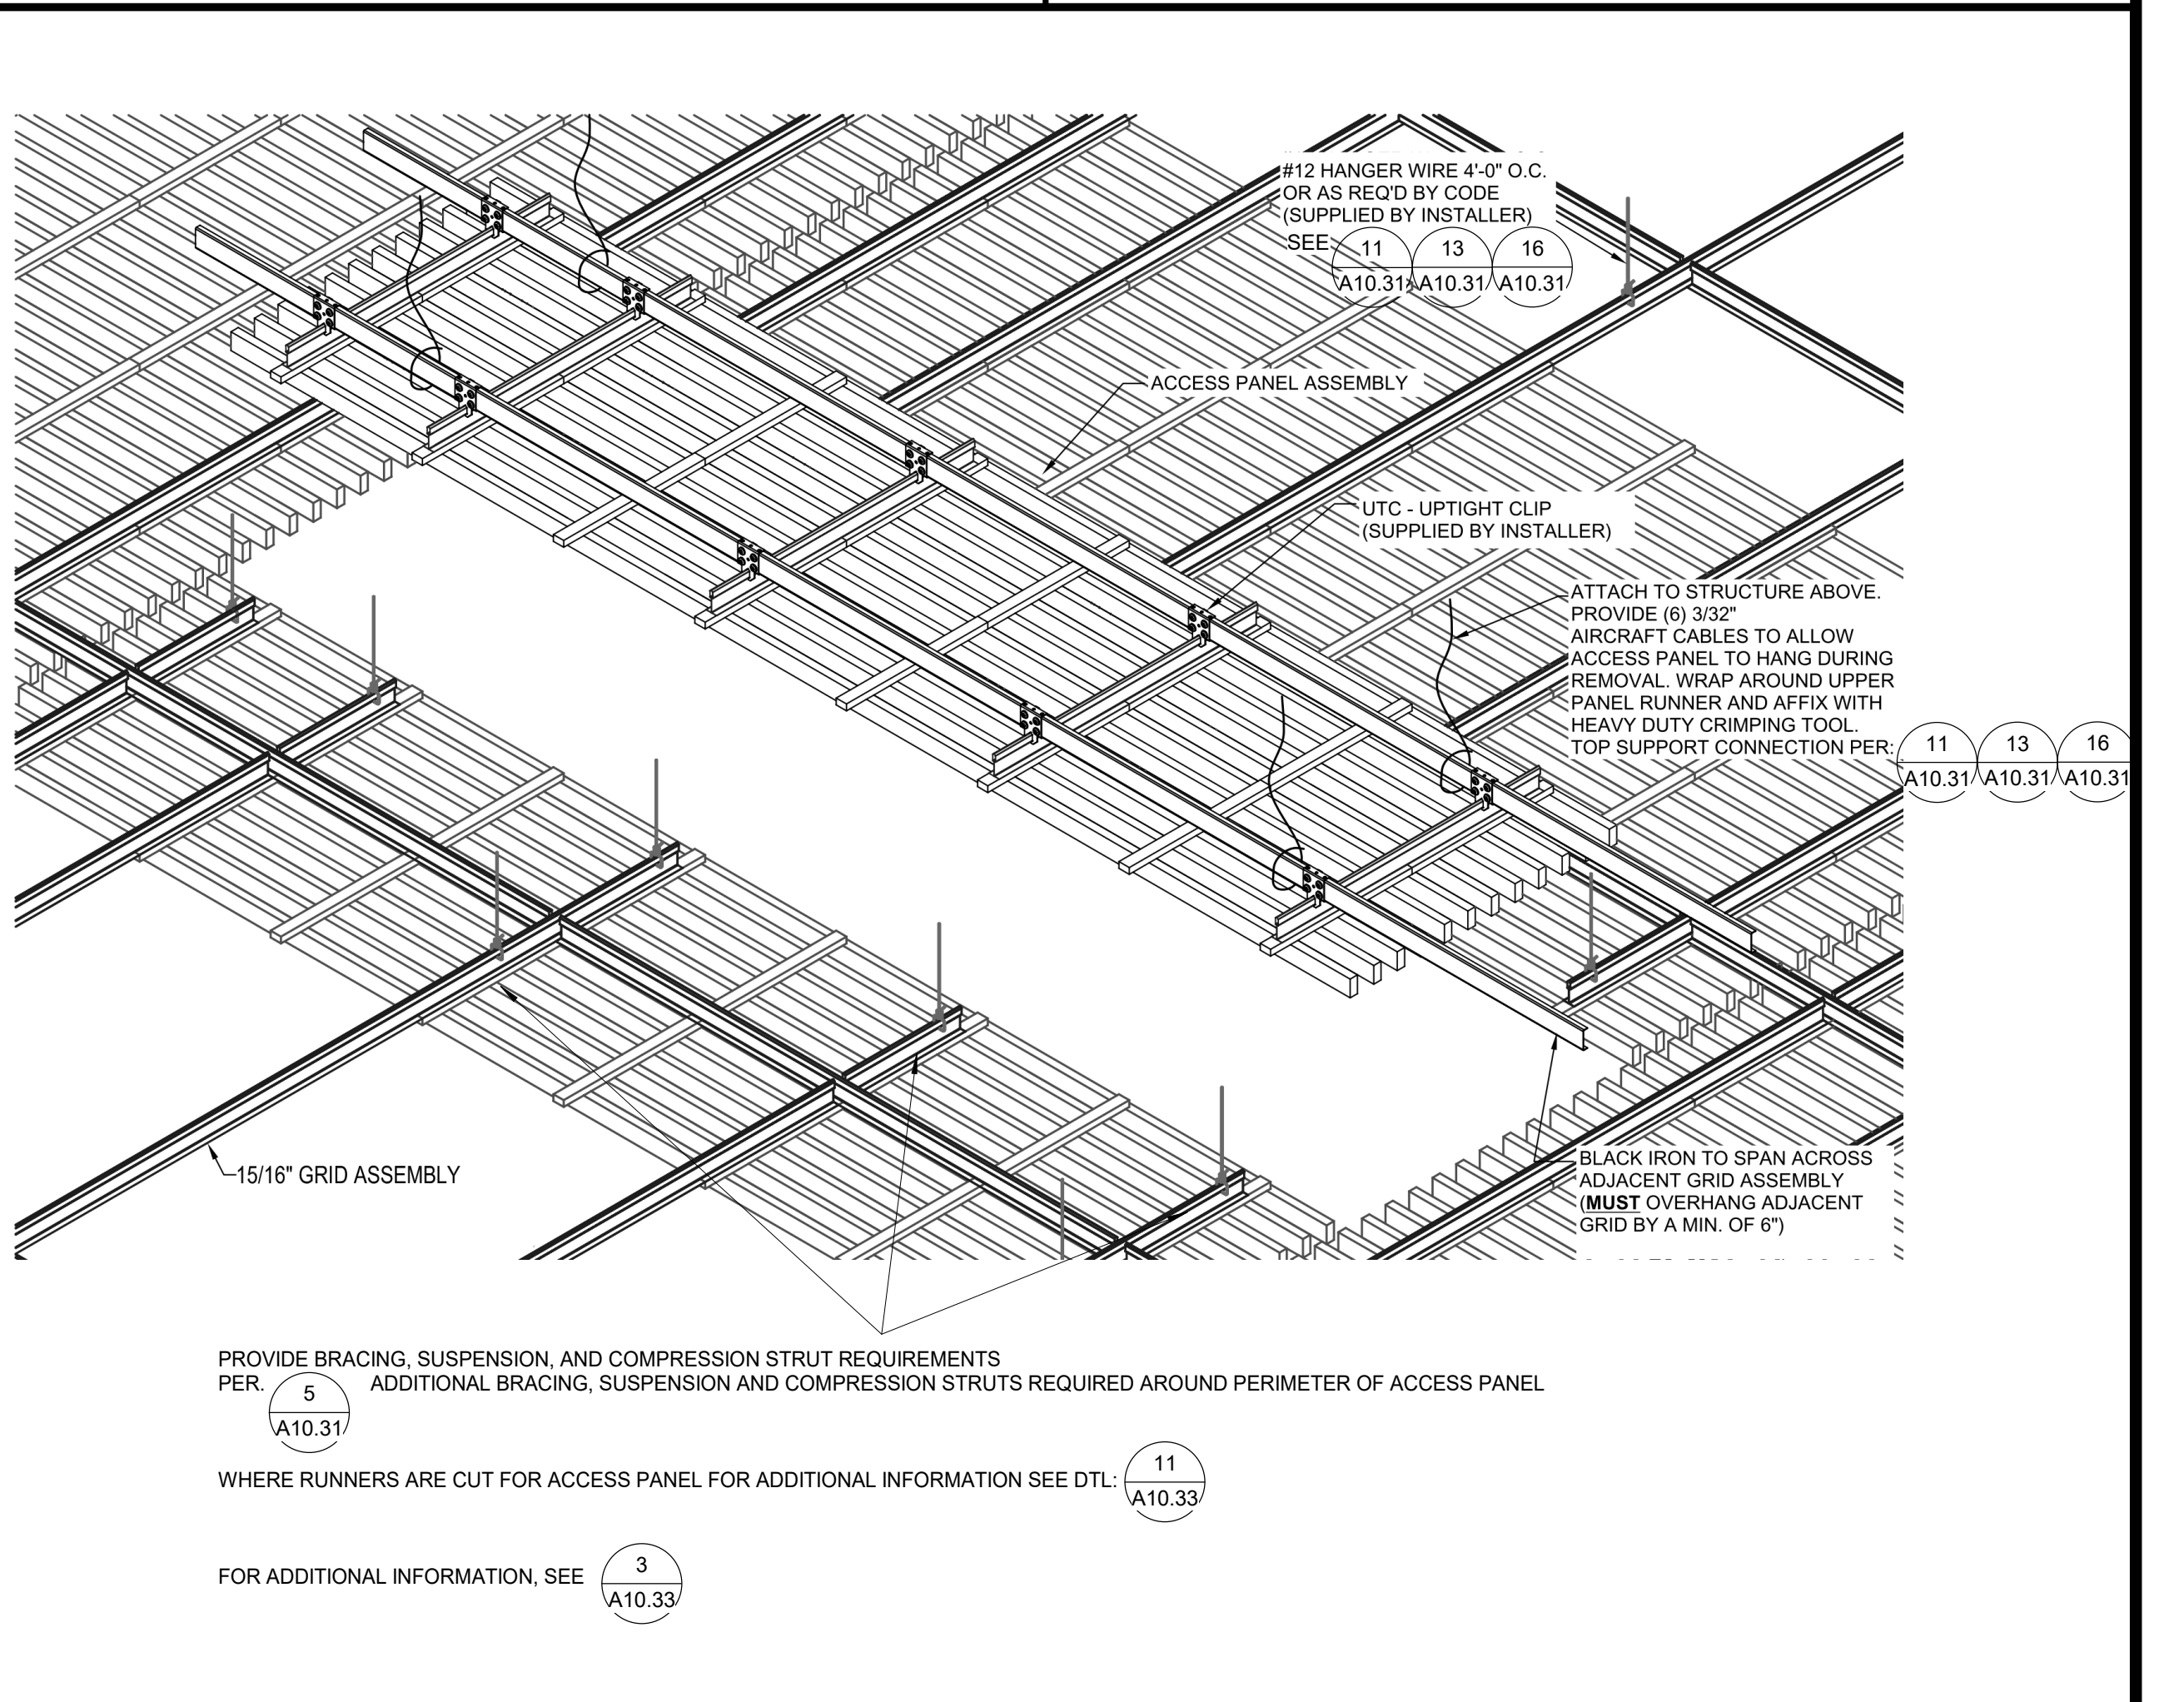 #12 HANGER WIRE 4'-0" O.C.
OR AS REQ'D BY CODE
(SUPPLIED BY INSTALLER)
SEE
11 13 16
A10.31 A10.31 A10.31
ACCESS PANEL ASSEMBLY
UTC - UPTIGHT CLIP
(SUPPLIED BY INSTALLER)
ATTACH TO STRUCTURE ABOVE.
PROVIDE (6) 3/32"
AIRCRAFT CABLES TO ALLOW
ACCESS PANEL TO HANG DURING
REMOVAL. WRAP AROUND UPPER
PANEL RUNNER AND AFFIX WITH
HEAVY DUTY CRIMPING TOOL.
TOP SUPPORT CONNECTION PER:
11 13 16
A10.31 A10.31 A10.31
15/16" GRID ASSEMBLY
BLACK IRON TO SPAN ACROSS
ADJACENT GRID ASSEMBLY
(MUST OVERHANG ADJACENT
GRID BY A MIN. OF 6")
PROVIDE BRACING, SUSPENSION, AND COMPRESSION STRUT REQUIREMENTS
PER. ADDITIONAL BRACING, SUSPENSION AND COMPRESSION STRUTS REQUIRED AROUND PERIMETER OF ACCESS PANEL
5
A10.31
WHERE RUNNERS ARE CUT FOR ACCESS PANEL FOR ADDITIONAL INFORMATION SEE DTL:
11
A10.33
FOR ADDITIONAL INFORMATION, SEE
3
A10.33